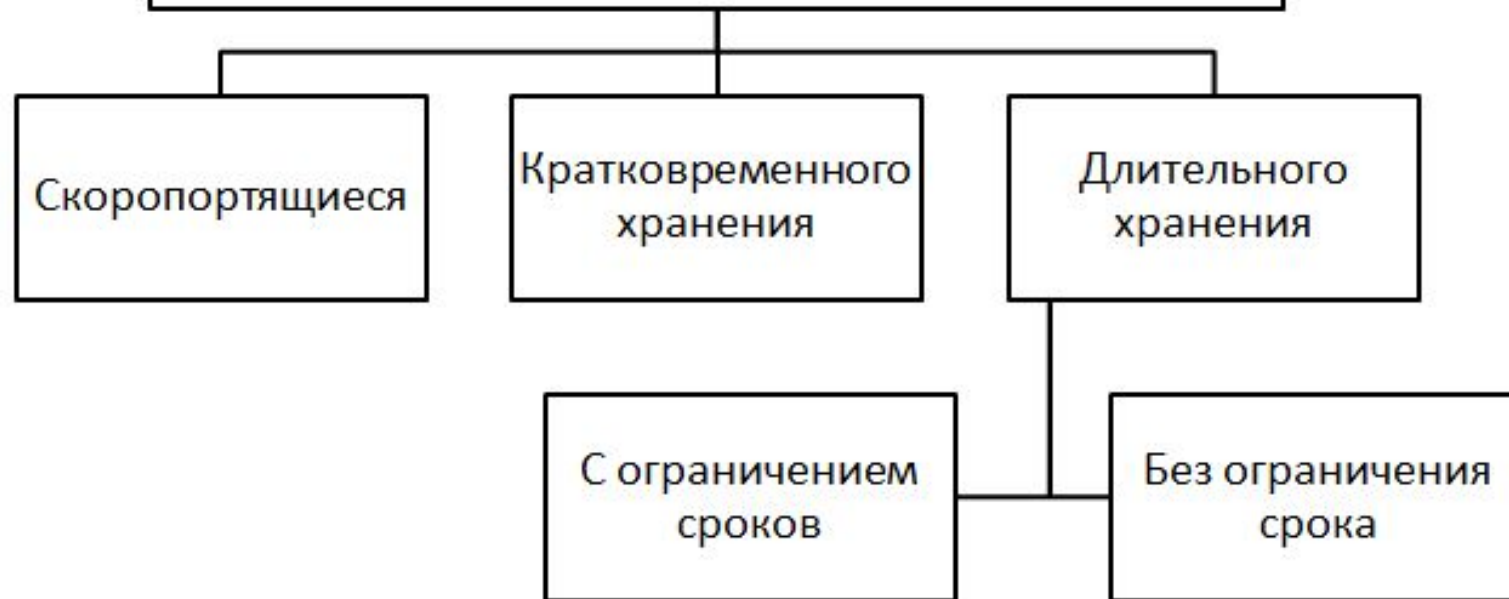 Скоропортящиеся
Кратковременного
хранения
Длительного
хранения
С ограничением
сроков
Без ограничения
срока